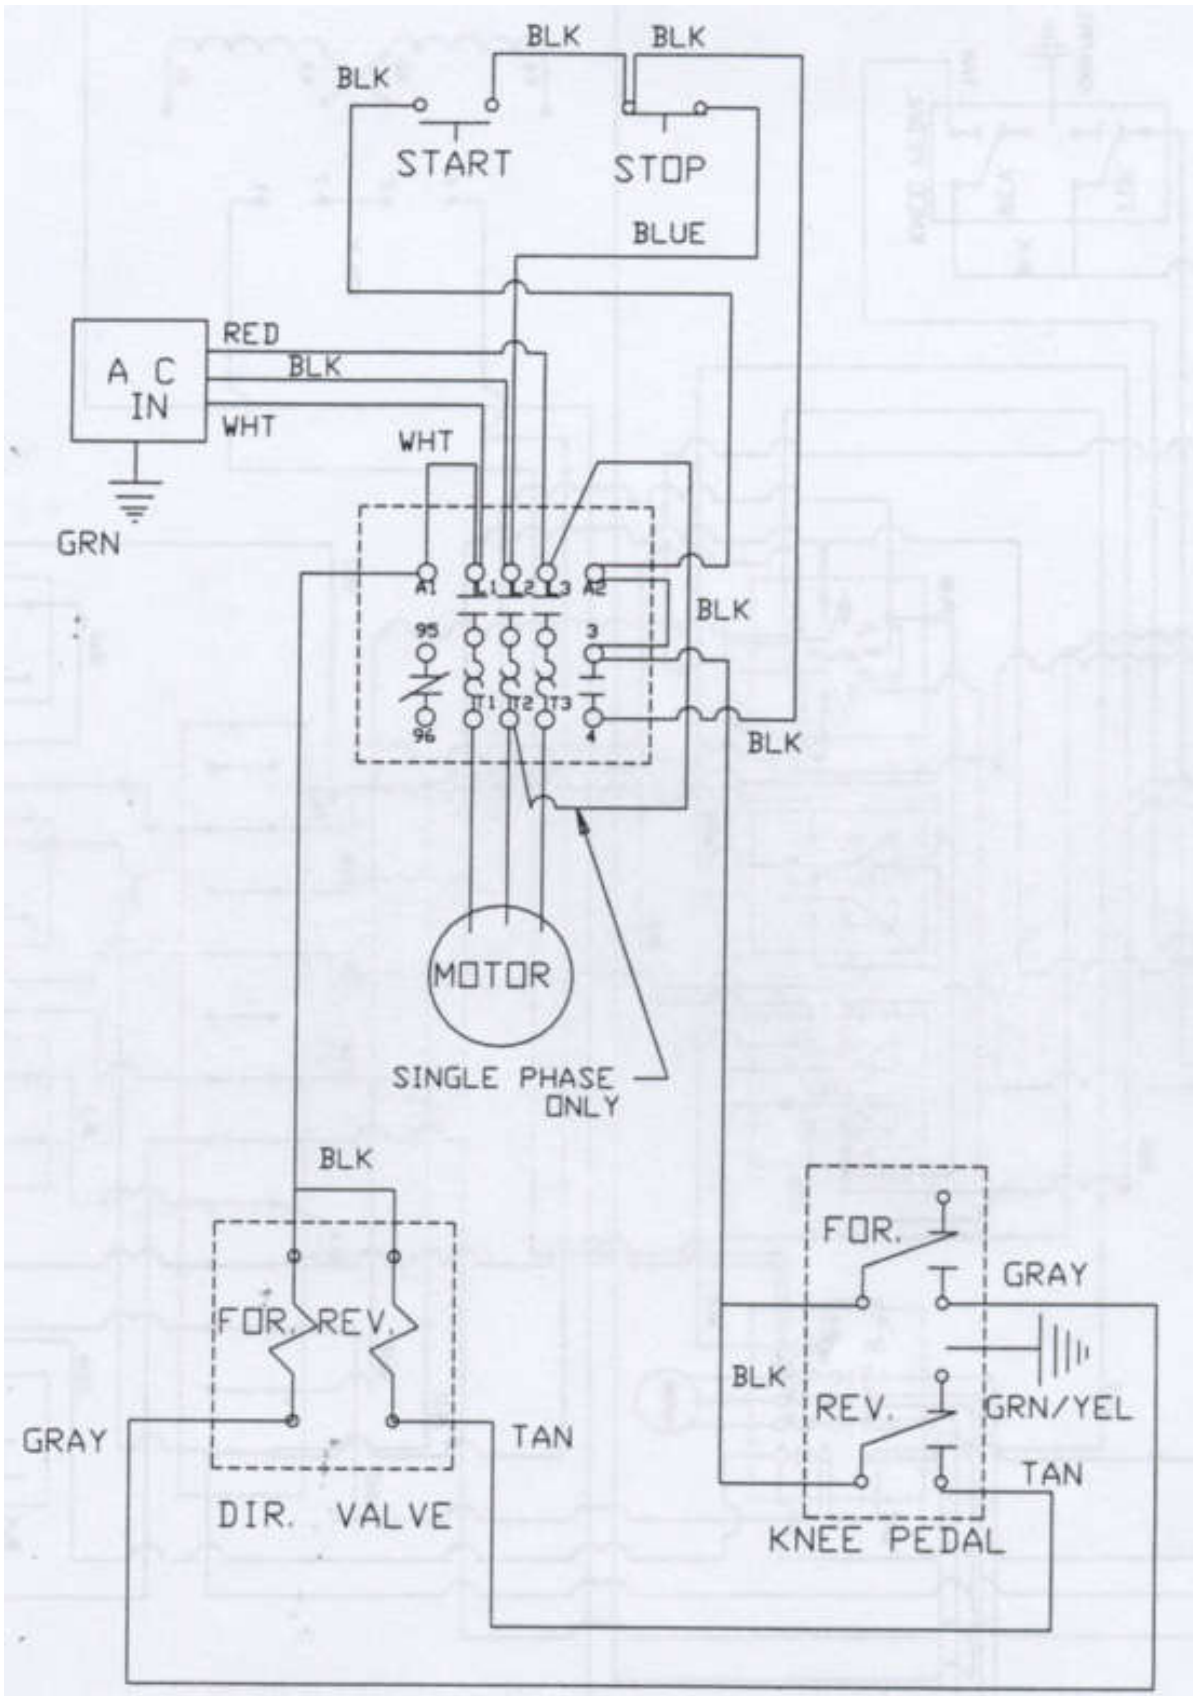 BLK BLK
BLK
START
STOP
BLUE
RED
A C
IN
BLK
WHT
WHT
GRN
A1 L1 L2 L3 A2
BLK
95
3
T1 T2 T3
96
4
BLK
MOTOR
SINGLE PHASE
ONLY
BLK
FOR.
GRAY
FOR. REV.
BLK
REV.
GRN/YEL
GRAY
TAN
TAN
DIR. VALVE
KNEE PEDAL